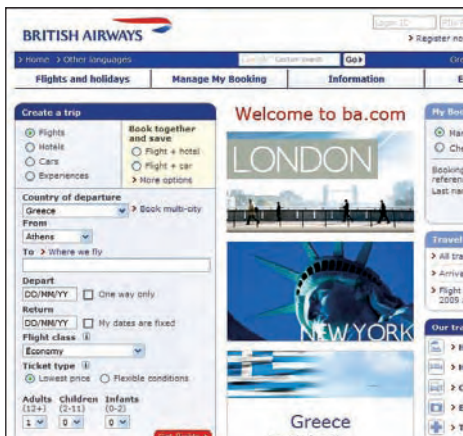 BRITISH AIRWAYS
Login ID
Register no
Home
Other languages
Go
Flights and holidays
Manage My Booking
Information
Create a trip
Flights
Hotels
Cars
Experiences
Book together
and save
Flight + hotel
Flight + car
More options
Country of departure
Greece
Book multi-city
From
Athens
To
Where we fly
Depart
DD/MM/YY
One way only
Return
DD/MM/YY
My dates are fixed
Flight class
Economy
Ticket type
Lowest price
Flexible conditions
Adults Children Infants
(12+) (2-11) (0-2)
1 0 0
Welcome to ba.com
LONDON
NEW YORK
Greece
My Boo
Booking
referen
Last na
Travel
All tra
Arriva
Flight
2009
Our tra